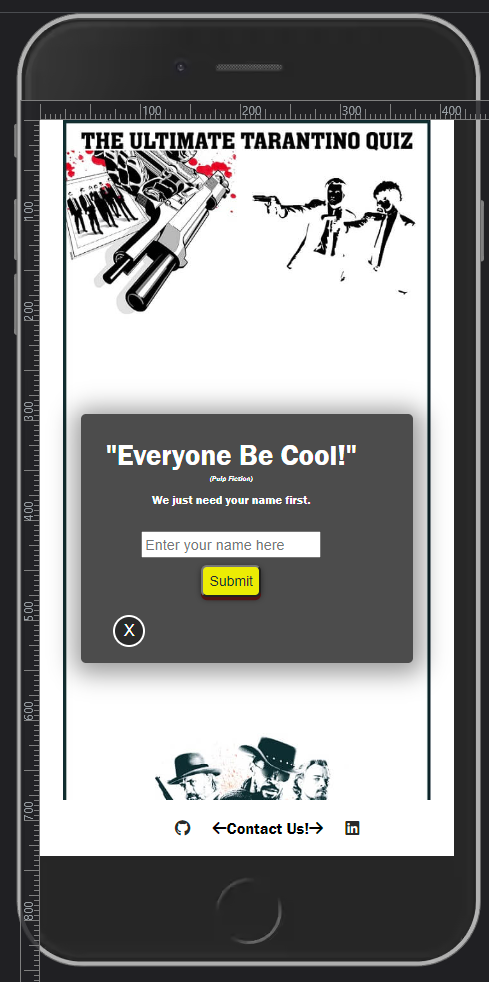 100
200
300
400
100
200
300
400
500
600
700
800
THE ULTIMATE TARANTINO QUIZ
"Everyone Be Cool!"
(Pulp Fiction)
We just need your name first.
Enter your name here
Submit
X
←Contact Us!→
in